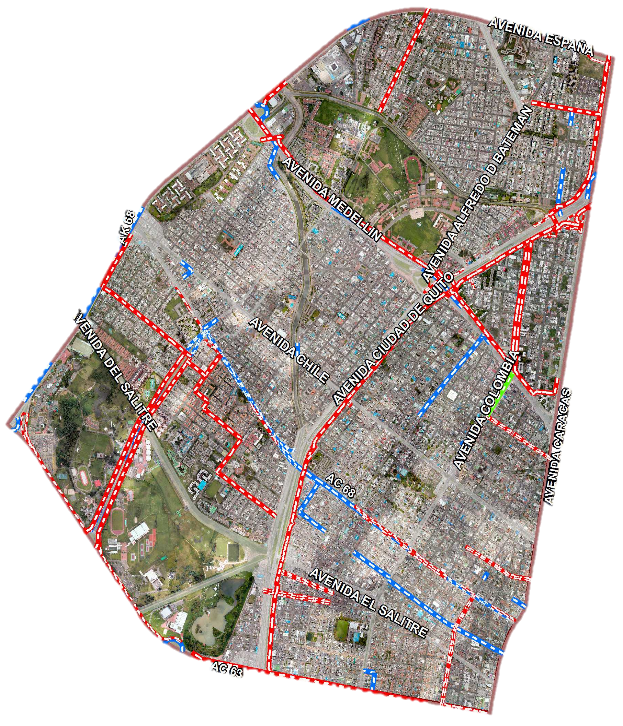 AVENIDA ESPAÑA
AVENIDA ALFREDO D BATEMAN
AVENIDA MEDELLIN
AK 68
AVENIDA CIUDAD DE QUITO
AVENIDA CHILE
VENIDA DEL SALITRE
AVENIDA COLOMBIA
AVENIDA CARACAS
AC 68
AVENIDA EL SALITRE
AC 63